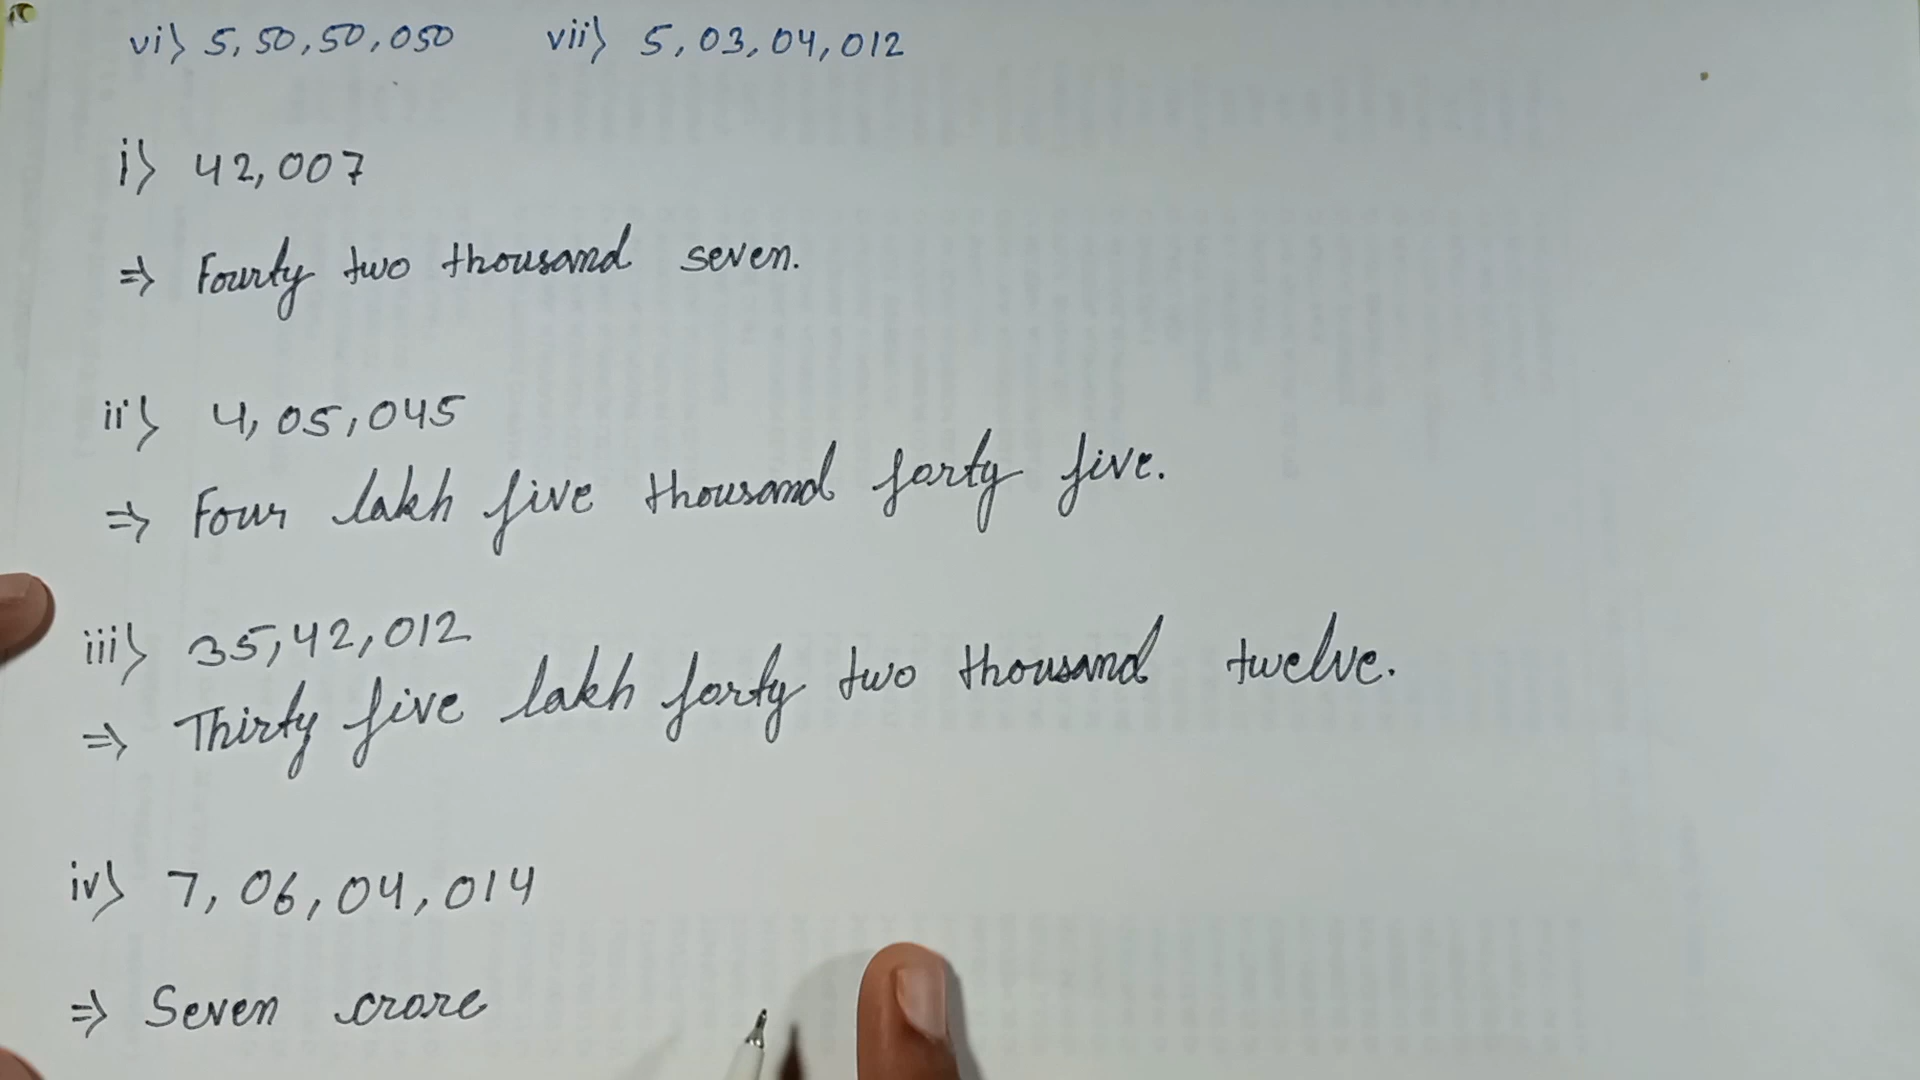 vi) 5,50,50,050 vii) 5,03,04,012
i) 42,007
⇒ Fourty two thousand seven.
ii) 4,05,045
⇒ Four lakh five thousand forty five.
iii) 35,42,012
⇒ Thirty five lakh forty two thousand twelve.
iv) 7,06,04,014
⇒ Seven crore